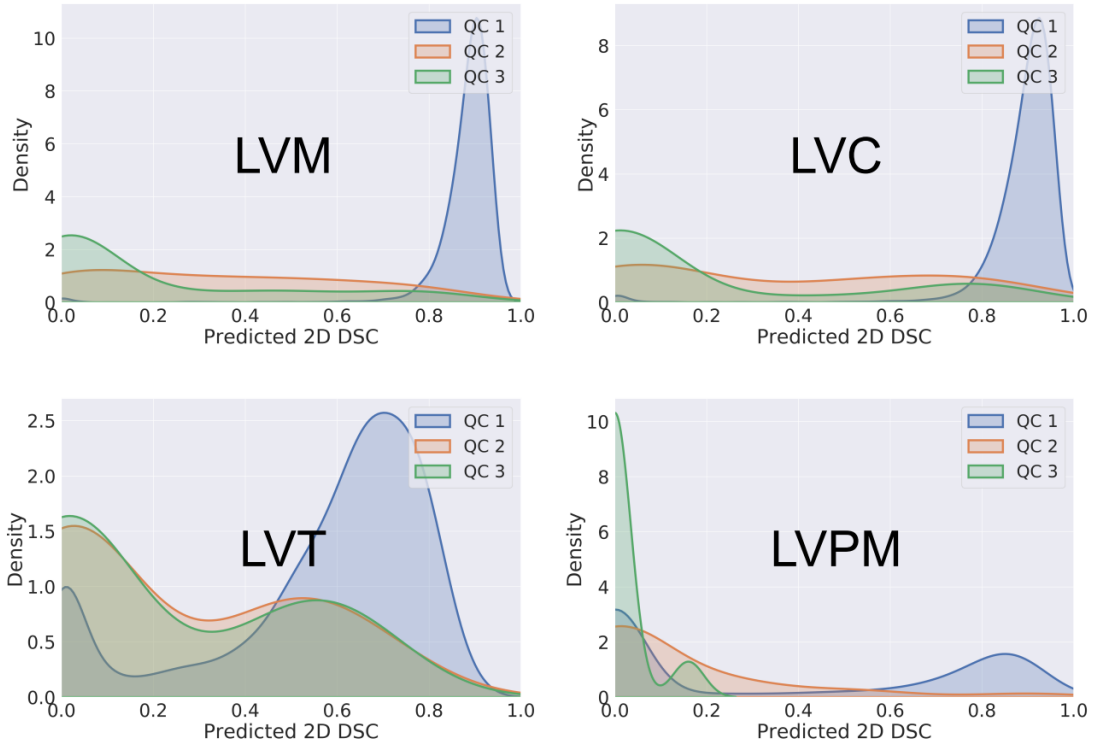 QC 1
QC 2
QC 3
LVM
Density
10
8
6
4
2
0
0.0 0.2 0.4 0.6 0.8 1.0
Predicted 2D DSC
QC 1
QC 2
QC 3
LVC
Density
8
6
4
2
0
0.0 0.2 0.4 0.6 0.8 1.0
Predicted 2D DSC
QC 1
QC 2
QC 3
LVT
Density
2.5
2.0
1.5
1.0
0.5
0.0
0.0 0.2 0.4 0.6 0.8 1.0
Predicted 2D DSC
QC 1
QC 2
QC 3
LVPM
Density
10
8
6
4
2
0
0.0 0.2 0.4 0.6 0.8 1.0
Predicted 2D DSC